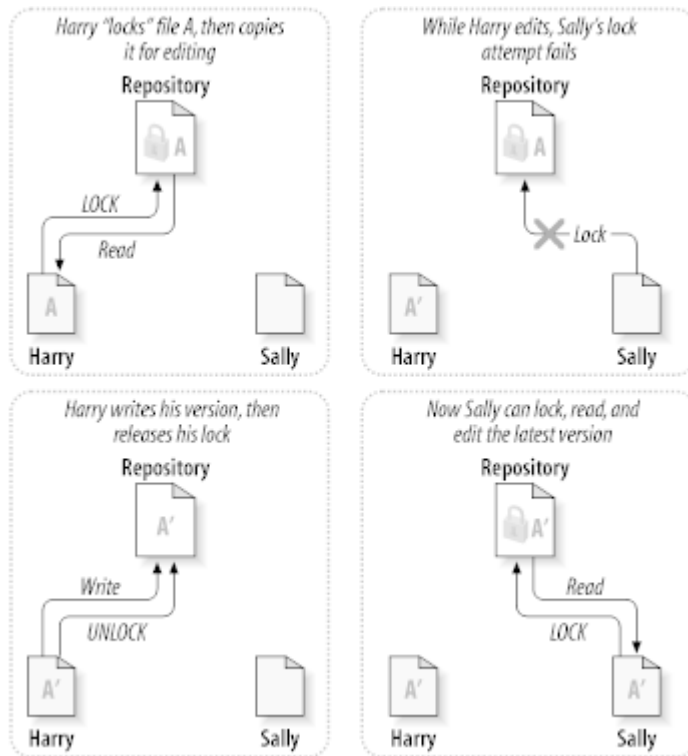 Harry “locks” file A, then copies
it for editing
Repository
A
LOCK
Read
A
Harry
Sally
While Harry edits, Sally’s lock
attempt fails
Repository
A
Lock
A′
Harry
Sally
Harry writes his version, then
releases his lock
Repository
A′
Write
UNLOCK
A′
Harry
Sally
Now Sally can lock, read, and
edit the latest version
Repository
A′
Read
LOCK
A′
A′
Harry
Sally